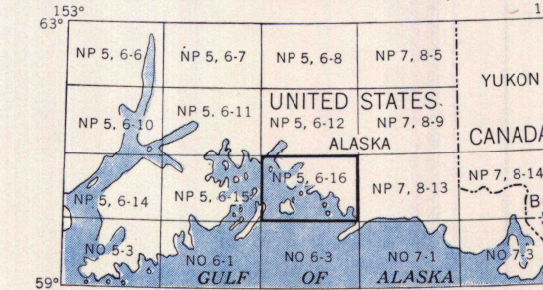 153°
1
63°
NP 5, 6-6 NP 5, 6-7 NP 5, 6-8 NP 7, 8-5
YUKON
NP 5, 6-11
UNITED STATES
NP 5, 6-10 NP 5, 6-12 NP 7, 8-9
CANADA
ALASKA
NP 5, 6-16 NP 7, 8-14
NP 5, 6-14 NP 5, 6-15 NP 7, 8-13
B
NO 5-3 NO 6-1 NO 6-3 NO 7-1 NO 7-3
59° GULF OF ALASKA